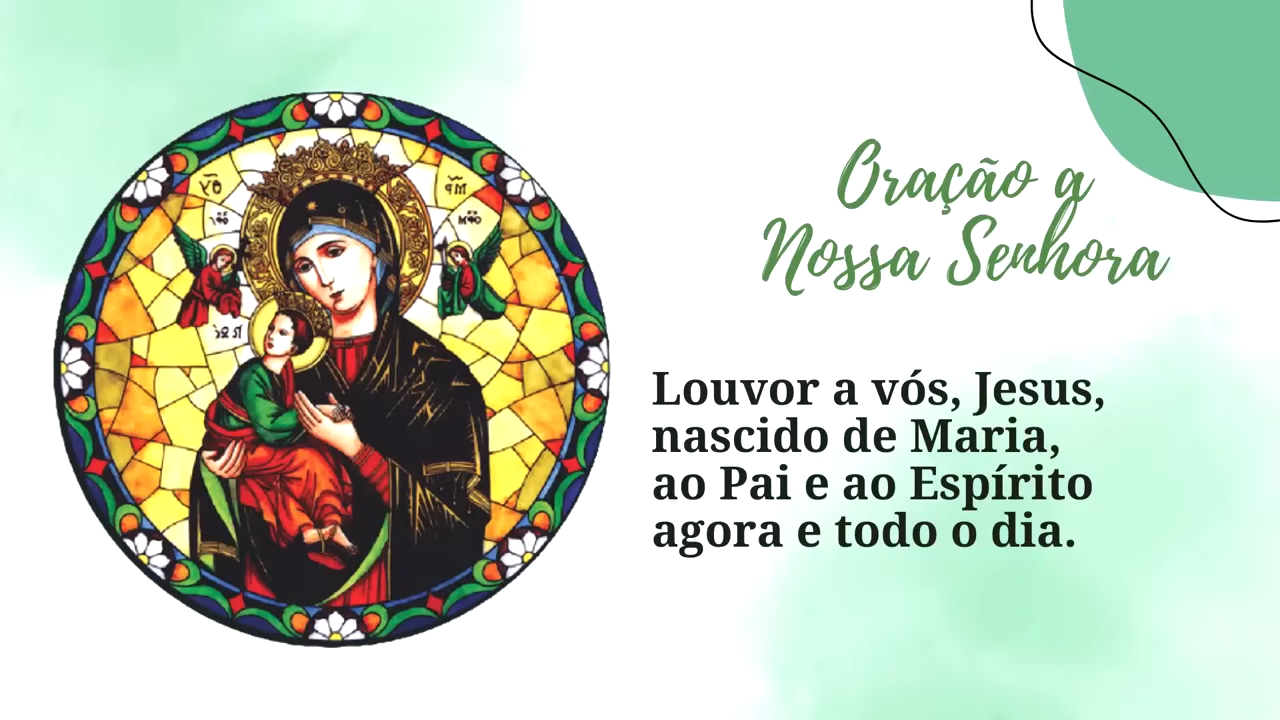 Oração a
Nossa Senhora
Louvor a vós, Jesus,
nascido de Maria,
ao Pai e ao Espírito
agora e todo o dia.